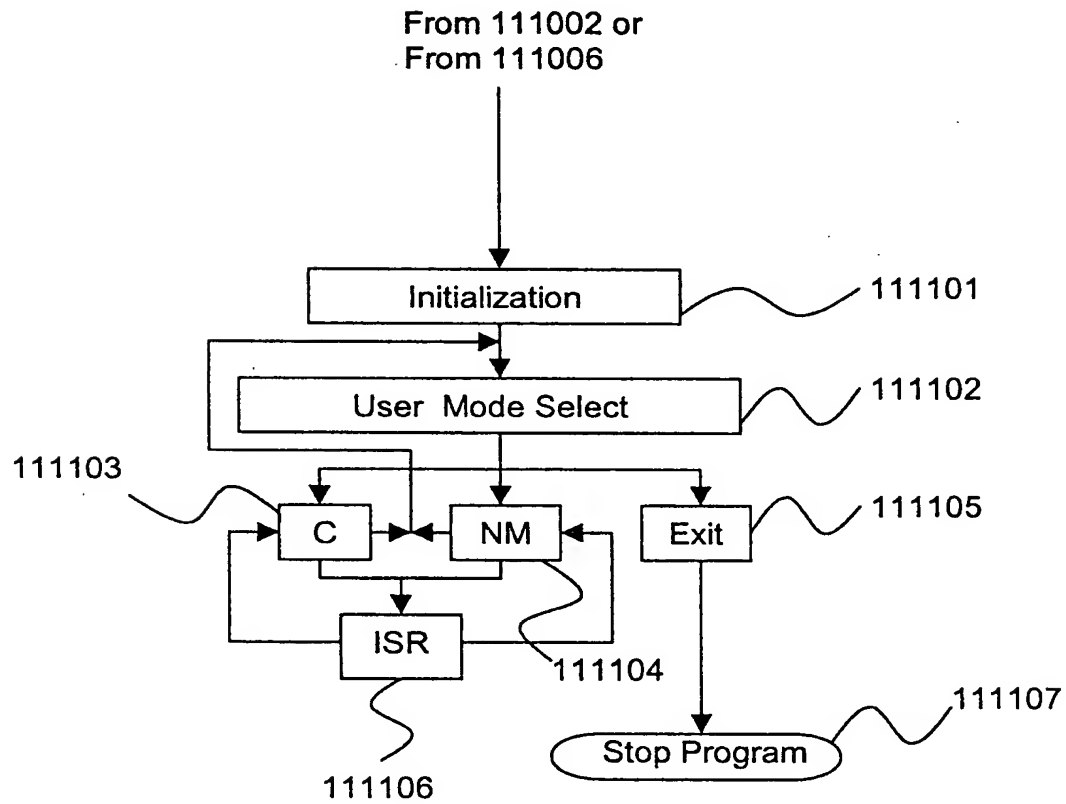 From 111002 or
From 111006
Initialization
111101
User Mode Select
111102
111103
C
NM
Exit
111105
ISR
111104
111106
Stop Program
111107